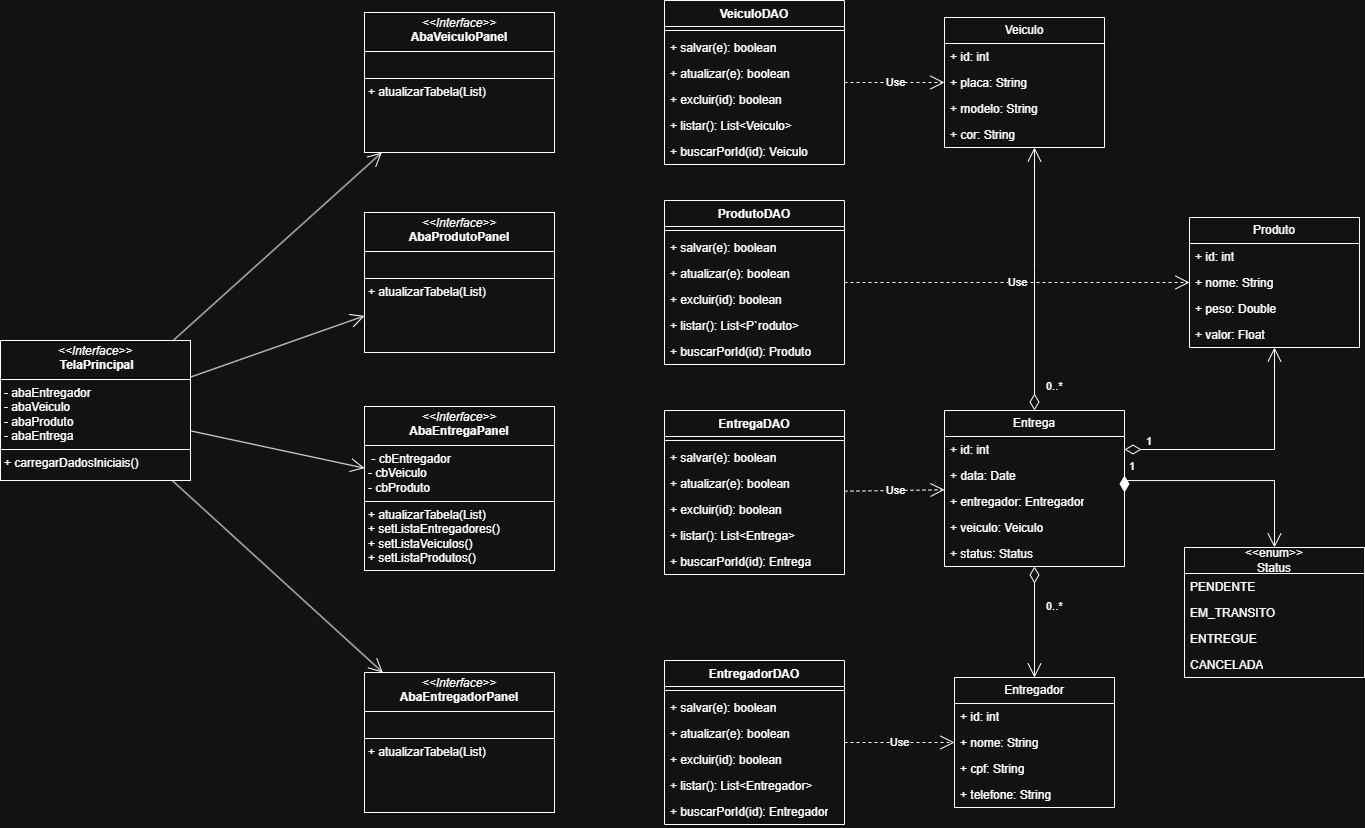 <<Interface>>
AbaVeiculoPanel
+ atualizarTabela(List)
<<Interface>>
AbaProdutoPanel
+ atualizarTabela(List)
<<Interface>>
TelaPrincipal
- abaEntregador
- abaVeiculo
- abaProduto
- abaEntrega
+ carregarDadosIniciais()
<<Interface>>
AbaEntregaPanel
- cbEntregador
- cbVeiculo
- cbProduto
+ atualizarTabela(List)
+ setListaEntregadores()
+ setListaVeiculos()
+ setListaProdutos()
<<Interface>>
AbaEntregadorPanel
+ atualizarTabela(List)
VeiculoDAO
+ salvar(e): boolean
+ atualizar(e): boolean
+ excluir(id): boolean
+ listar(): List<Veiculo>
+ buscarPorId(id): Veiculo
Use
Veiculo
+ id: int
+ placa: String
+ modelo: String
+ cor: String
ProdutoDAO
+ salvar(e): boolean
+ atualizar(e): boolean
+ excluir(id): boolean
+ listar(): List<P`roduto>
+ buscarPorId(id): Produto
Use
Produto
+ id: int
+ nome: String
+ peso: Double
+ valor: Float
EntregaDAO
+ salvar(e): boolean
+ atualizar(e): boolean
+ excluir(id): boolean
+ listar(): List<Entrega>
+ buscarPorId(id): Entrega
Use
0..*
Entrega
+ id: int
+ data: Date
+ entregador: Entregador
+ veiculo: Veiculo
+ status: Status
1
1
0..*
<<enum>>
Status
PENDENTE
EM_TRANSITO
ENTREGUE
CANCELADA
EntregadorDAO
+ salvar(e): boolean
+ atualizar(e): boolean
+ excluir(id): boolean
+ listar(): List<Entregador>
+ buscarPorId(id): Entregador
Use
Entregador
+ id: int
+ nome: String
+ cpf: String
+ telefone: String